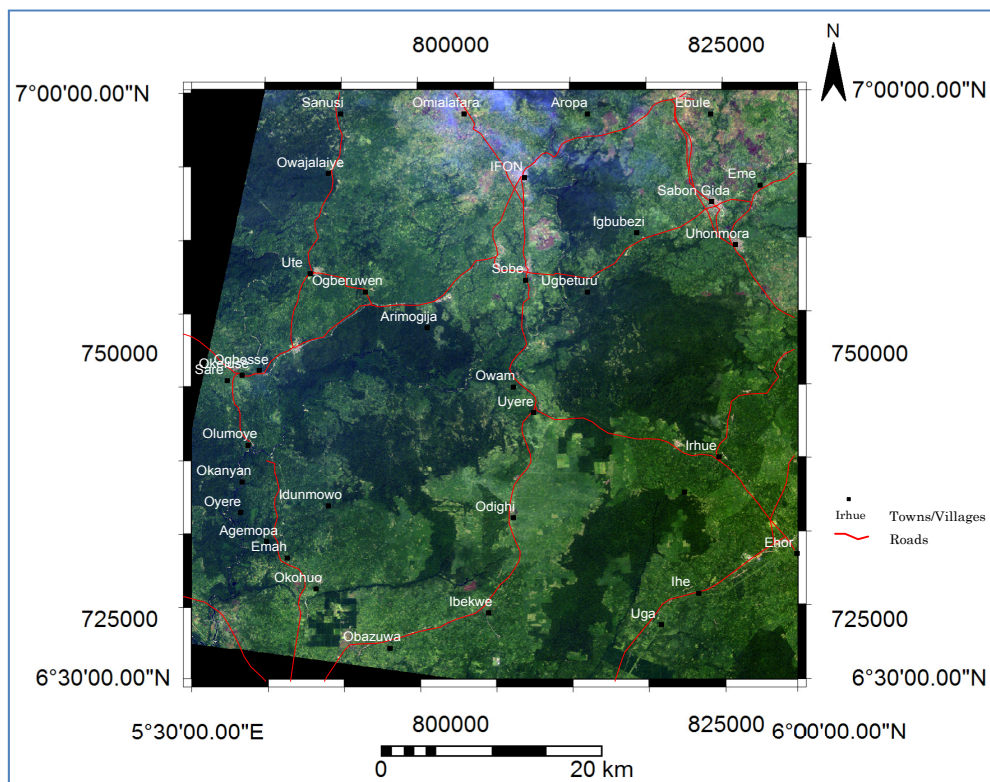 800000 825000
N
7°00'00.00"N 7°00'00.00"N
Sanusi Omialafara Aropa Ebule
Owajalaiye IFON Eme
Sabon Gida
Igbubezi Uhonmora
Ute Sobe
Ogberuwen Ugbeturu
Arimogija
750000 750000
Ogbesse
Okeluse
Sare
Owam
Uyere
Olumoye Irhue
Okanyan
Idunmowo
Oyere Odighi
Irhue Towns/Villages
Agemopa Roads
Emah Ehor
Okohuo Ihe
Ibekwe Uga
725000 725000
Obazuwa
6°30'00.00"N 6°30'00.00"N
5°30'00.00"E 800000 825000 6°00'00.00"N
0 20 km